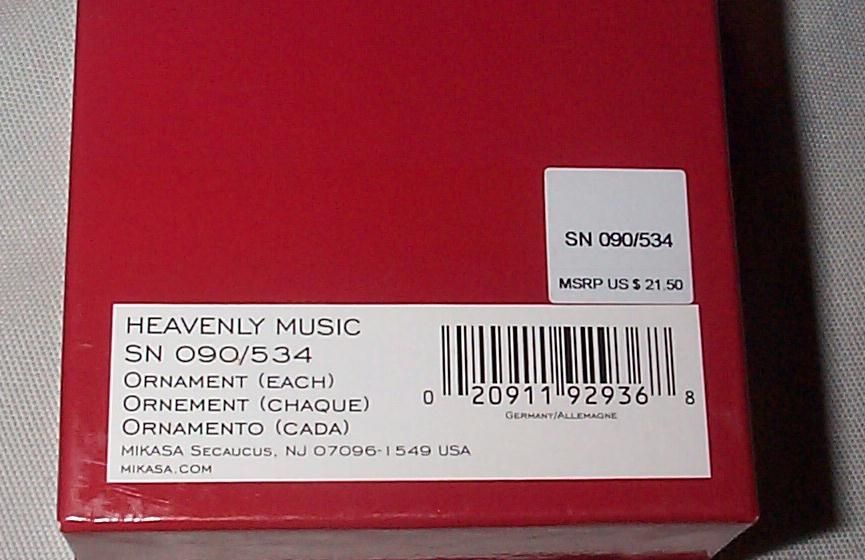 SN 090/534
MSRP US $ 21.50
HEAVENLY MUSIC
SN 090/534
ORNAMENT (EACH)
ORNEMENT (CHAQUE)
ORNAMENTO (CADA)
MIKASA SECAUCUS, NJ 07096-1549 USA
MIKASA.COM
0 20911 92936 8
GERMANY/ALLEMAGNE